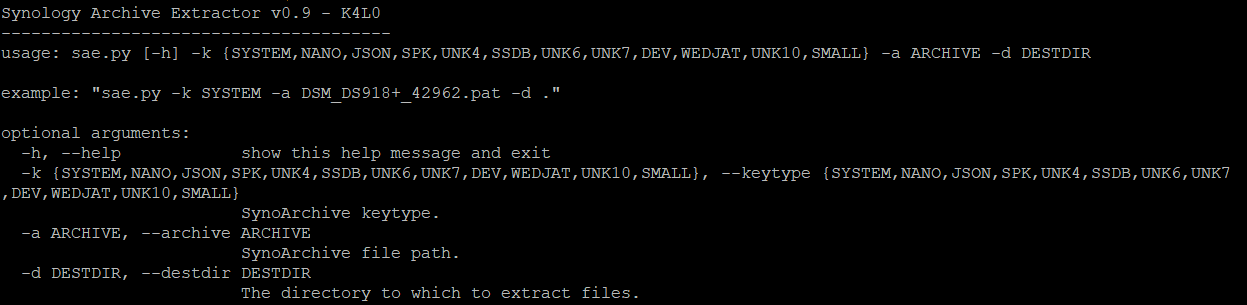 Synology Archive Extractor v0.9 - K4L0
---------------------------------------
usage: sae.py [-h] -k {SYSTEM,NANO,JSON,SPK,UNK4,SSDB,UNK6,UNK7,DEV,WEDJAT,UNK10,SMALL} -a ARCHIVE -d DESTDIR
example: "sae.py -k SYSTEM -a DSM_DS918+_42962.pat -d ."
optional arguments:
-h, --help show this help message and exit
-k {SYSTEM,NANO,JSON,SPK,UNK4,SSDB,UNK6,UNK7,DEV,WEDJAT,UNK10,SMALL}, --keytype {SYSTEM,NANO,JSON,SPK,UNK4,SSDB,UNK6,UNK7
,DEV,WEDJAT,UNK10,SMALL}
SynoArchive keytype.
-a ARCHIVE, --archive ARCHIVE
SynoArchive file path.
-d DESTDIR, --destdir DESTDIR
The directory to which to extract files.